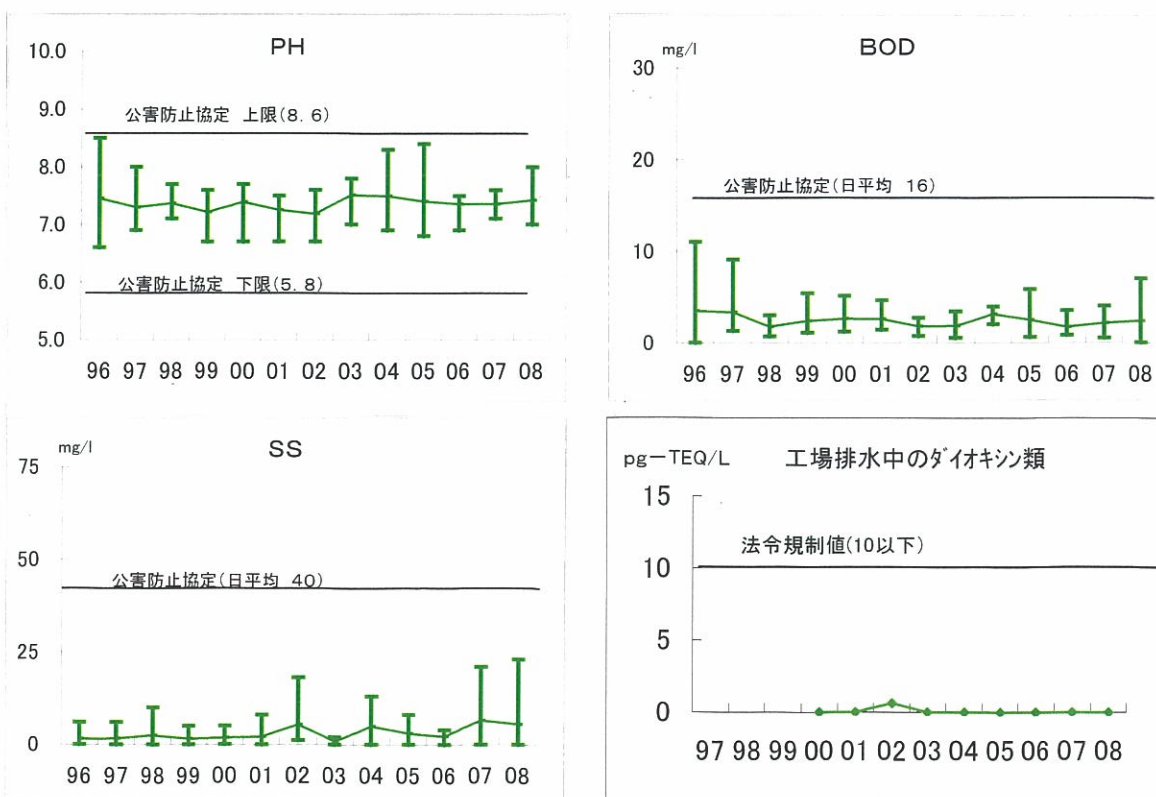 PH
10.0
9.0
8.0
7.0
6.0
5.0
公害防止協定 上限(8.6)
公害防止協定 下限(5.8)
96 97 98 99 00 01 02 03 04 05 06 07 08
BOD
mg/l
30
20
10
0
公害防止協定(日平均 16)
96 97 98 99 00 01 02 03 04 05 06 07 08
SS
mg/l
75
50
25
0
公害防止協定(日平均 40)
96 97 98 99 00 01 02 03 04 05 06 07 08
pg-TEQ/L 工場排水中のダイオキシン類
15
10
5
0
法令規制値(10以下)
97 98 99 00 01 02 03 04 05 06 07 08